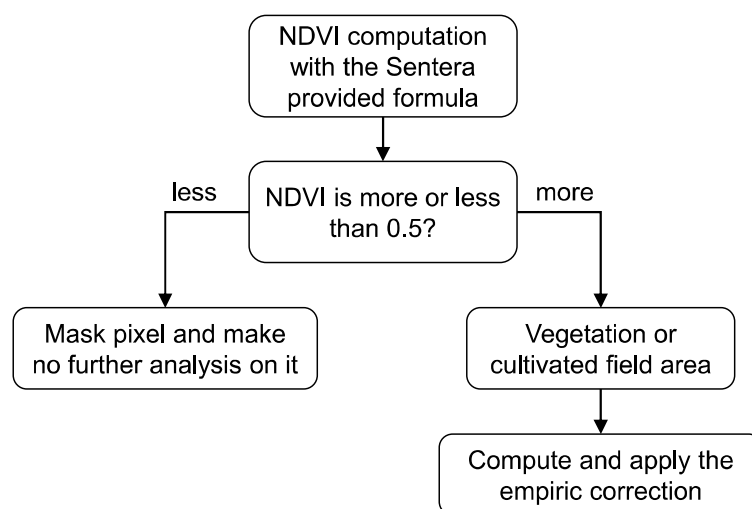 NDVI computation
with the Sentera
provided formula
less
NDVI is more or less
than 0.5?
more
Mask pixel and make
no further analysis on it
Vegetation or
cultivated field area
Compute and apply the
empiric correction